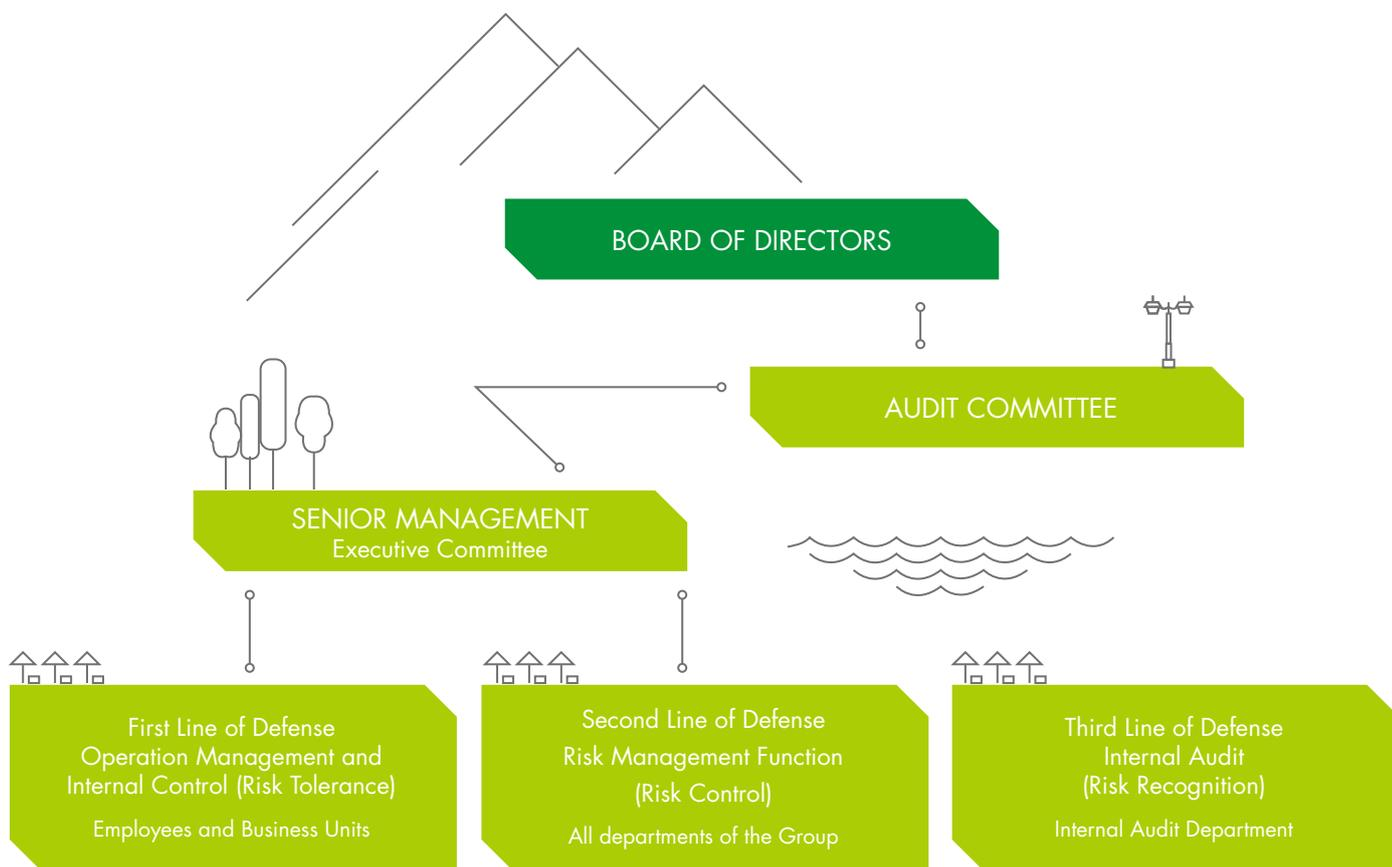 BOARD OF DIRECTORS
AUDIT COMMITTEE
SENIOR MANAGEMENT
Executive Committee
First Line of Defense
Operation Management and
Internal Control (Risk Tolerance)
Employees and Business Units
Second Line of Defense
Risk Management Function
(Risk Control)
All departments of the Group
Third Line of Defense
Internal Audit
(Risk Recognition)
Internal Audit Department